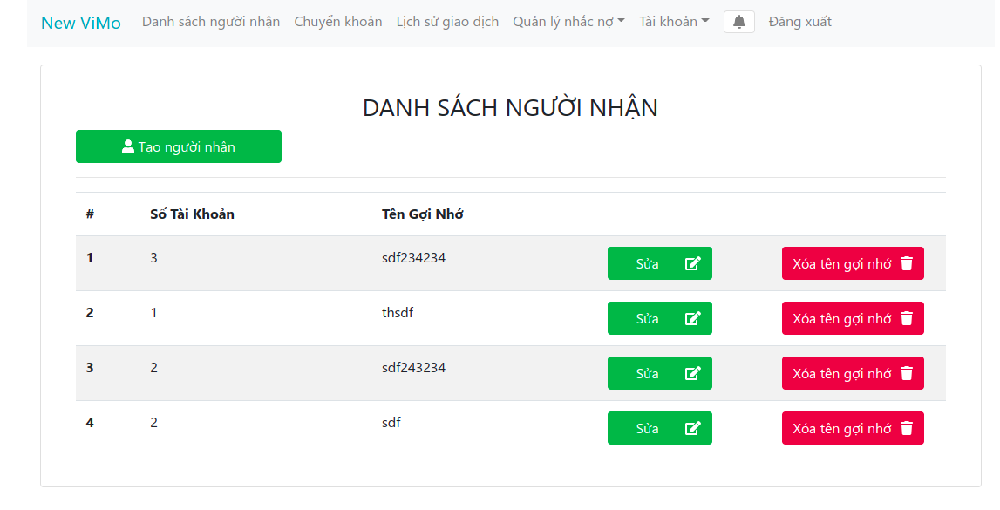 New ViMo Danh sách người nhận Chuyển khoản Lịch sử giao dịch Quản lý nhắc nợ Tài khoản Đăng xuất
DANH SÁCH NGƯỜI NHẬN
Tạo người nhận
# Số Tài Khoản Tên Gợi Nhớ
1 3 sdf234234 Sửa Xóa tên gợi nhớ
2 1 thsdf Sửa Xóa tên gợi nhớ
3 2 sdf243234 Sửa Xóa tên gợi nhớ
4 2 sdf Sửa Xóa tên gợi nhớ